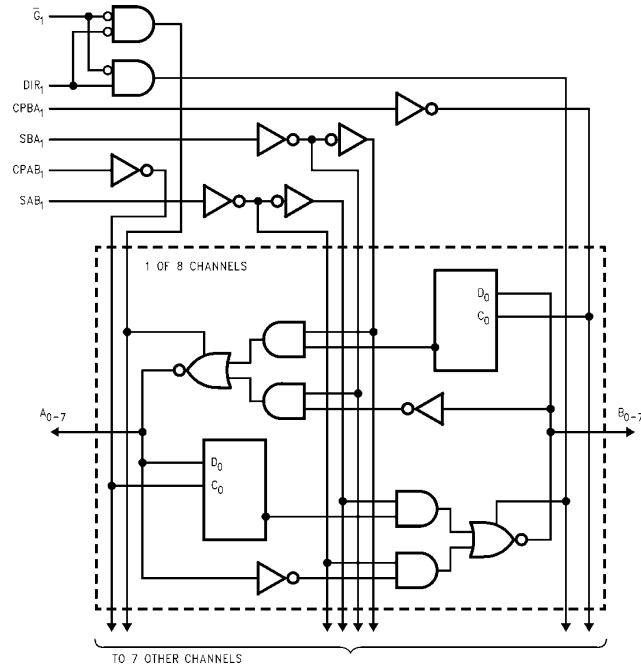 G̅₁
DIR₁
CPBA₁
SBA₁
CPAB₁
SAB₁
1 OF 8 CHANNELS
D₀
C₀
A₀₋₇
B₀₋₇
D₀
C₀
TO 7 OTHER CHANNELS